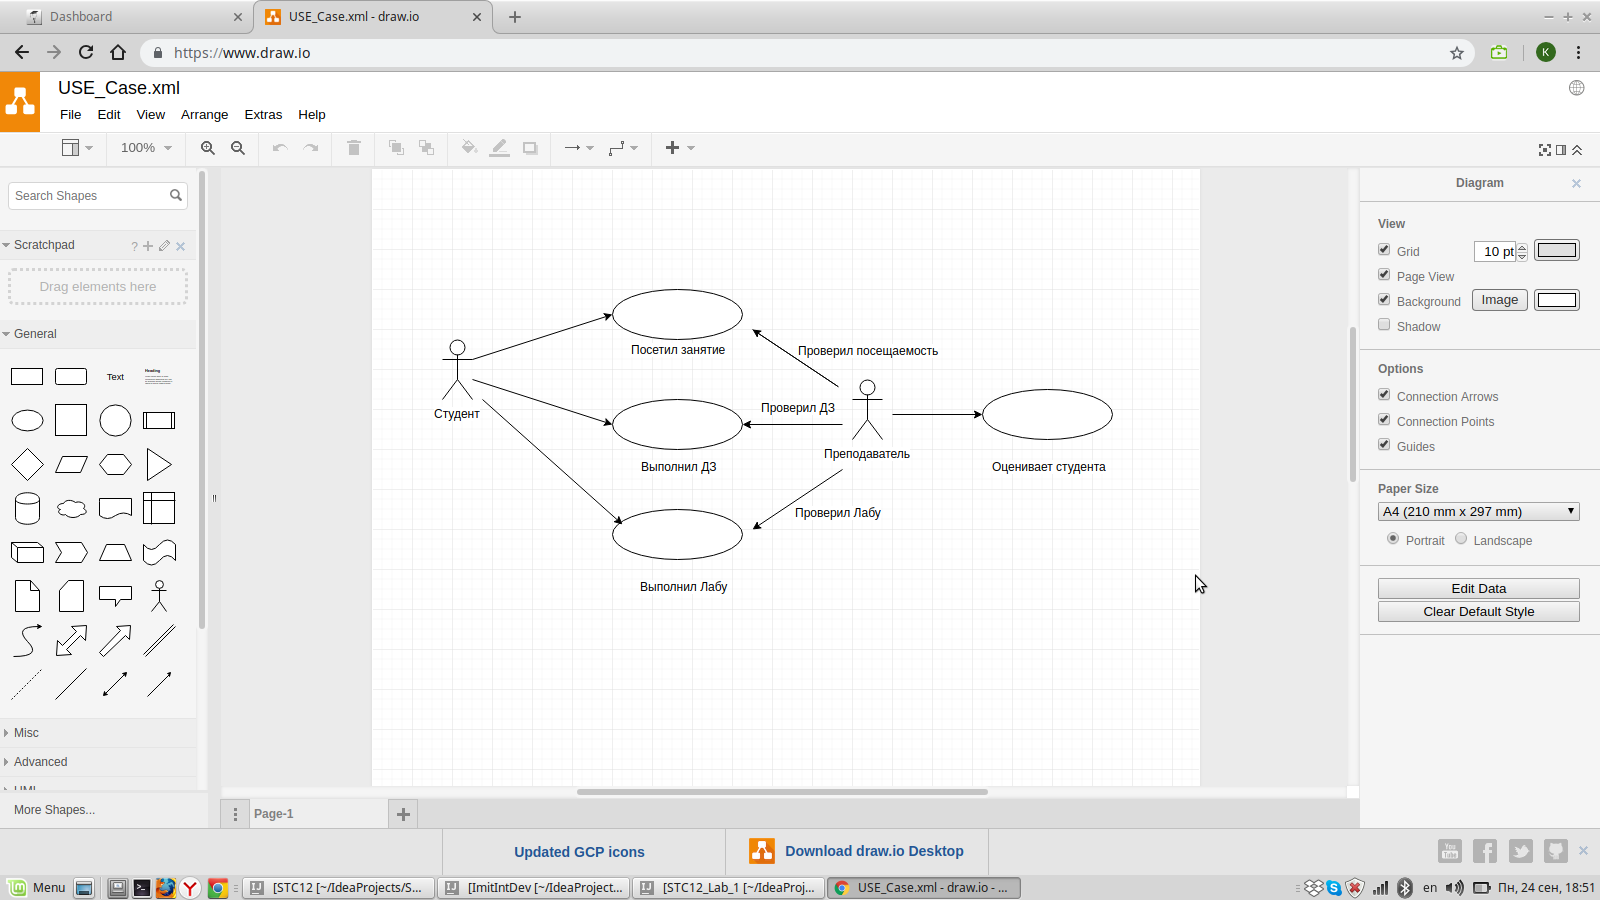 Dashboard
USE_Case.xml - draw.io
https://www.draw.io
K
USE_Case.xml
File Edit View Arrange Extras Help
100%
Search Shapes
Scratchpad
?
Drag elements here
General
Text
Heading
Misc
Advanced
More Shapes...
Посетил занятие
Проверил посещаемость
Студент
Проверил ДЗ
Преподаватель
Выполнил ДЗ
Оценивает студента
Проверил Лабу
Выполнил Лабу
Page-1
Diagram
View
Grid
10 pt
Page View
Background
Image
Shadow
Options
Connection Arrows
Connection Points
Guides
Paper Size
A4 (210 mm x 297 mm)
Portrait Landscape
Edit Data
Clear Default Style
Updated GCP icons
Download draw.io Desktop
You
Tube
Menu
[STC12 [~/IdeaProjects/S...
[ImitIntDev [~/IdeaProject...
[STC12_Lab_1 [~/IdeaProj...
USE_Case.xml - draw.io - ...
en
Пн, 24 сен, 18:51